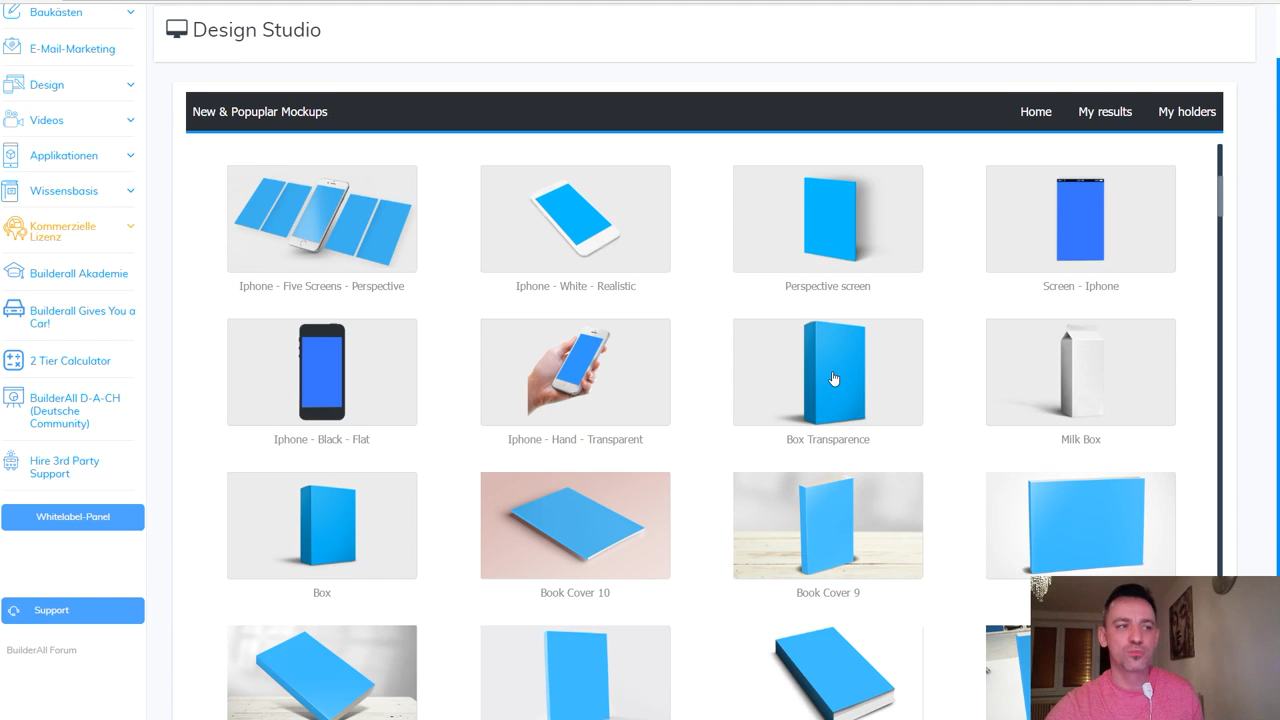 Baukästen
E-Mail-Marketing
Design
Videos
Applikationen
Wissensbasis
Kommerzielle
Lizenz
Builderall Akademie
Builderall Gives You a
Car!
2 Tier Calculator
BuilderAll D-A-CH
(Deutsche
Community)
Hire 3rd Party
Support
Whitelabel-Panel
Support
BuilderAll Forum
Design Studio
New & Popuplar Mockups
Home
My results
My holders
Iphone - Five Screens - Perspective
Iphone - White - Realistic
Perspective screen
Screen - Iphone
Iphone - Black - Flat
Iphone - Hand - Transparent
Box Transparence
Milk Box
Box
Book Cover 10
Book Cover 9